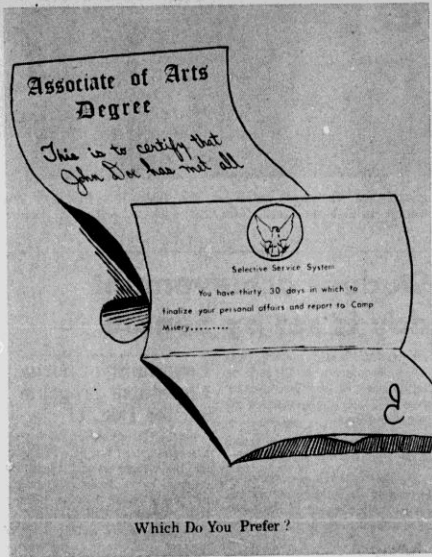 Associate of Arts
Degree
This is to certify that
John Doe has met all
Selective Service System
You have thirty 30 days in which to
finalize your personal affairs and report to Camp
Misery.........
Which Do You Prefer ?